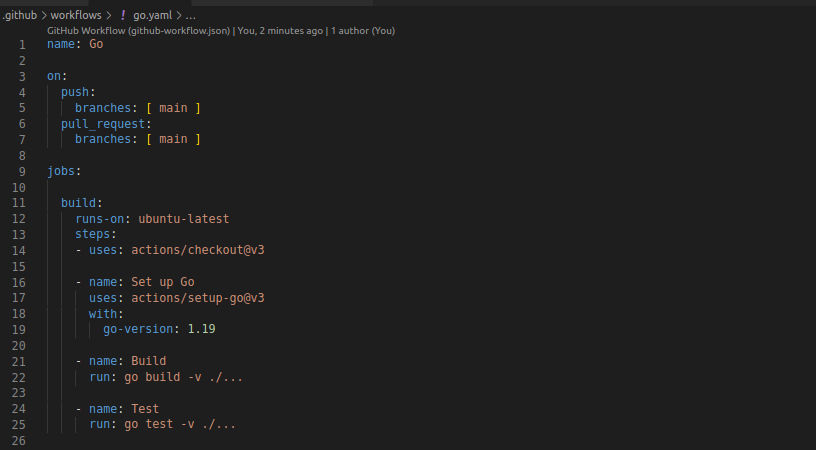 .github > workflows > ! go.yaml > ...
GitHub Workflow (github-workflow.json) | You, 2 minutes ago | 1 author (You)
1 name: Go
2
3 on:
4 push:
5 branches: [ main ]
6 pull_request:
7 branches: [ main ]
8
9 jobs:
10
11 build:
12 runs-on: ubuntu-latest
13 steps:
14 - uses: actions/checkout@v3
15
16 - name: Set up Go
17 uses: actions/setup-go@v3
18 with:
19 go-version: 1.19
20
21 - name: Build
22 run: go build -v ./...
23
24 - name: Test
25 run: go test -v ./...
26